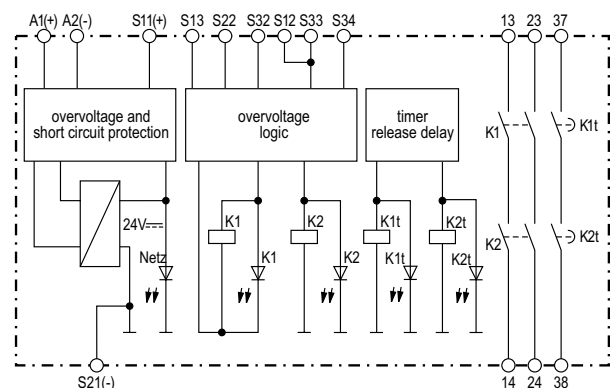 A1(+) A2(-) S11(+) S13 S22 S32 S12 S33 S34 13 23 37
overvoltage and
short circuit protection
overvoltage
logic
timer
release delay
K1 K1t
24V
K1 K2 K1t K2t
K2 K2t
Netz K1 K2 K1t K2t
S21(-) 14 24 38